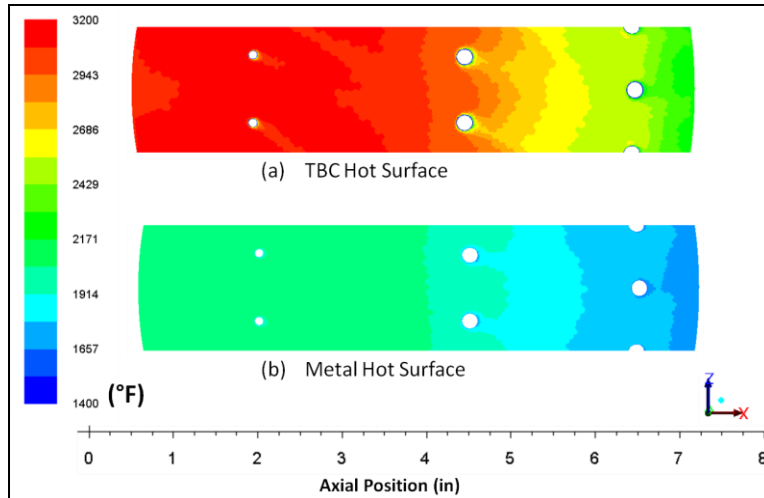 3200
2943
2686
2429
2171
1914
1657
1400
(°F)
(a) TBC Hot Surface
(b) Metal Hot Surface
Z
X
0 1 2 3 4 5 6 7 8
Axial Position (in)